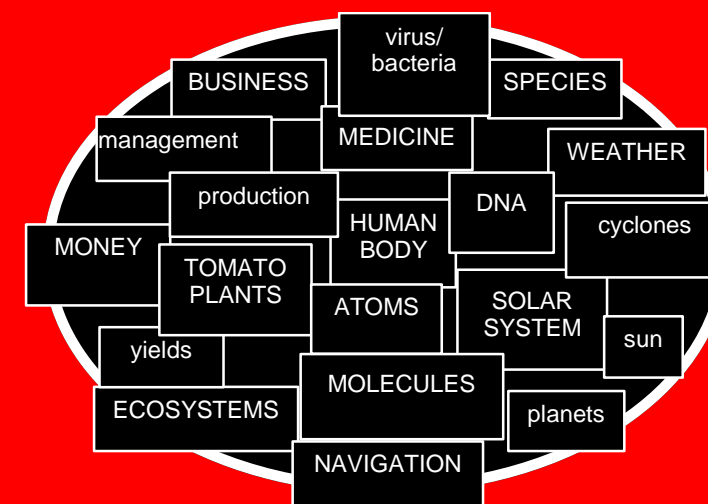 virus/
bacteria
BUSINESS
SPECIES
management
MEDICINE
WEATHER
production
DNA
HUMAN
BODY
cyclones
MONEY
TOMATO
PLANTS
ATOMS
SOLAR
SYSTEM
yields
sun
MOLECULES
ECOSYSTEMS
planets
NAVIGATION